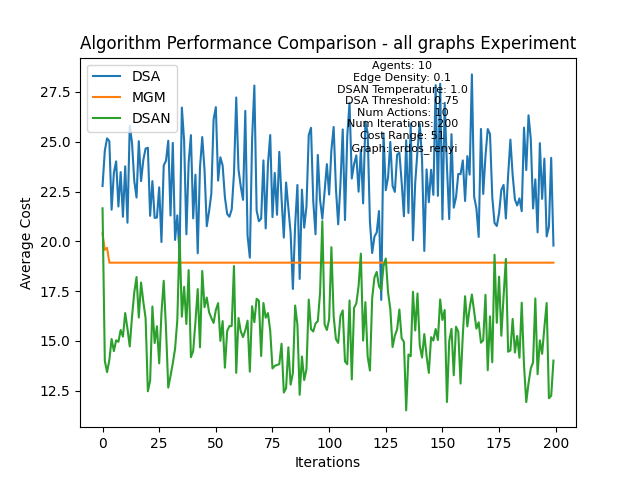 Algorithm Performance Comparison - all graphs Experiment
DSA
MGM
DSAN
Agents: 10
Edge Density: 0.1
DSAN Temperature: 1.0
DSA Threshold: 0.75
Num Actions: 10
Num Iterations: 200
Cost Range: 51
Graph: erdos_renyi
Average Cost
27.5
25.0
22.5
20.0
17.5
15.0
12.5
0 25 50 75 100 125 150 175 200
Iterations